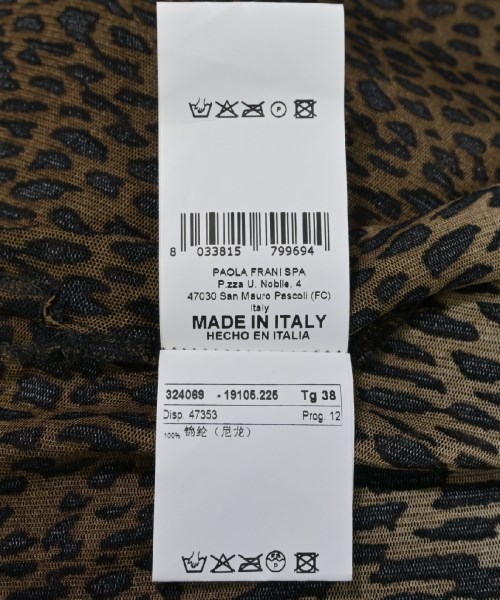 P
8 033815 799694
PAOLA FRANI SPA
P.zza U. Nobile, 4
47030 San Mauro Pascoli (FC)
Italy
MADE IN ITALY
HECHO EN ITALIA
324069 - 19105.225 Tg 38
Disp. 47353 Prog. 12
100% 锦纶（尼龙）
P